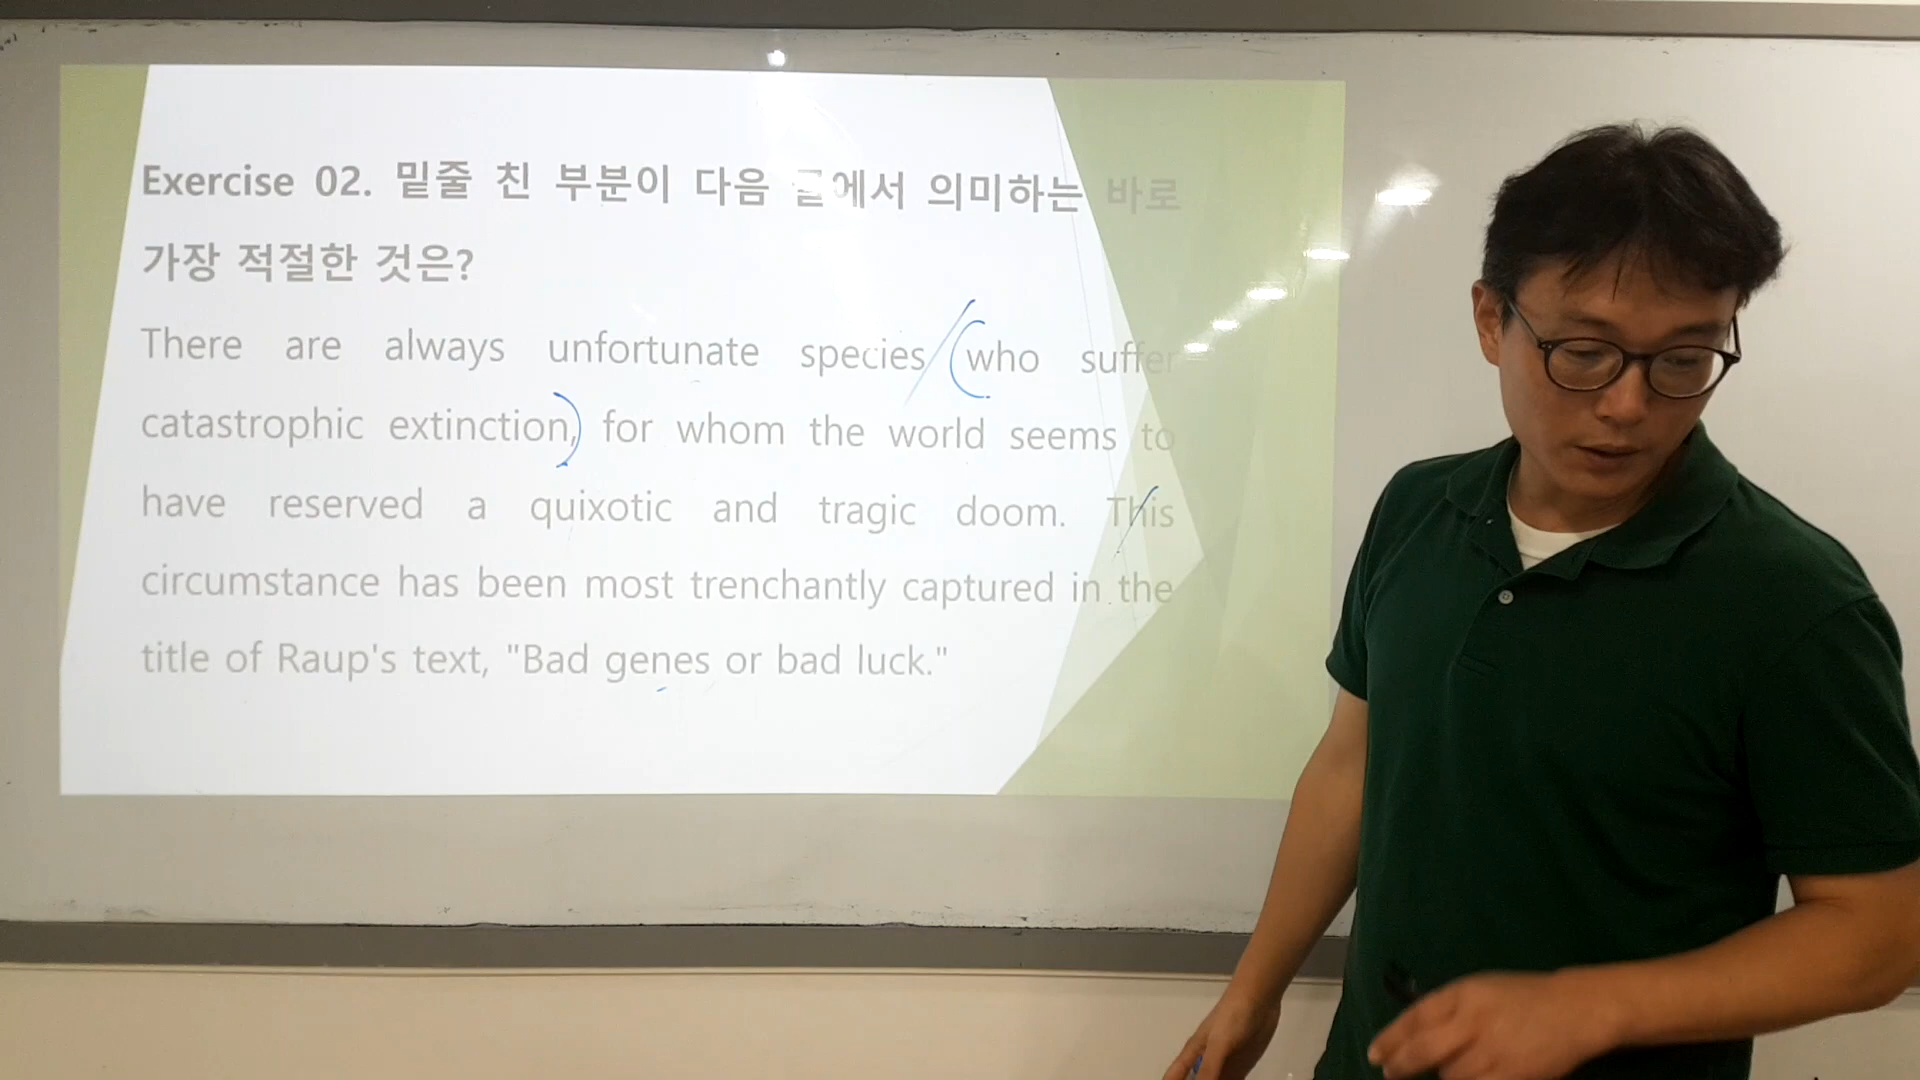 Exercise 02. 밑줄 친 부분이 다음 글에서 의미하는 바로
가장 적절한 것은?
There are always unfortunate species who suffer
catastrophic extinction, for whom the world seems to
have reserved a quixotic and tragic doom. This
circumstance has been most trenchantly captured in the
title of Raup's text, "Bad genes or bad luck."